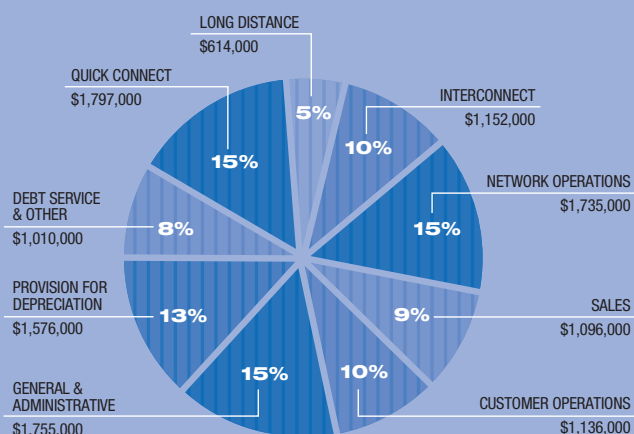 LONG DISTANCE
$614,000
5%
INTERCONNECT
$1,152,000
10%
NETWORK OPERATIONS
$1,735,000
15%
SALES
$1,096,000
9%
CUSTOMER OPERATIONS
$1,136,000
10%
GENERAL &
ADMINISTRATIVE
$1,755,000
15%
PROVISION FOR
DEPRECIATION
$1,576,000
13%
DEBT SERVICE
& OTHER
$1,010,000
8%
QUICK CONNECT
$1,797,000
15%